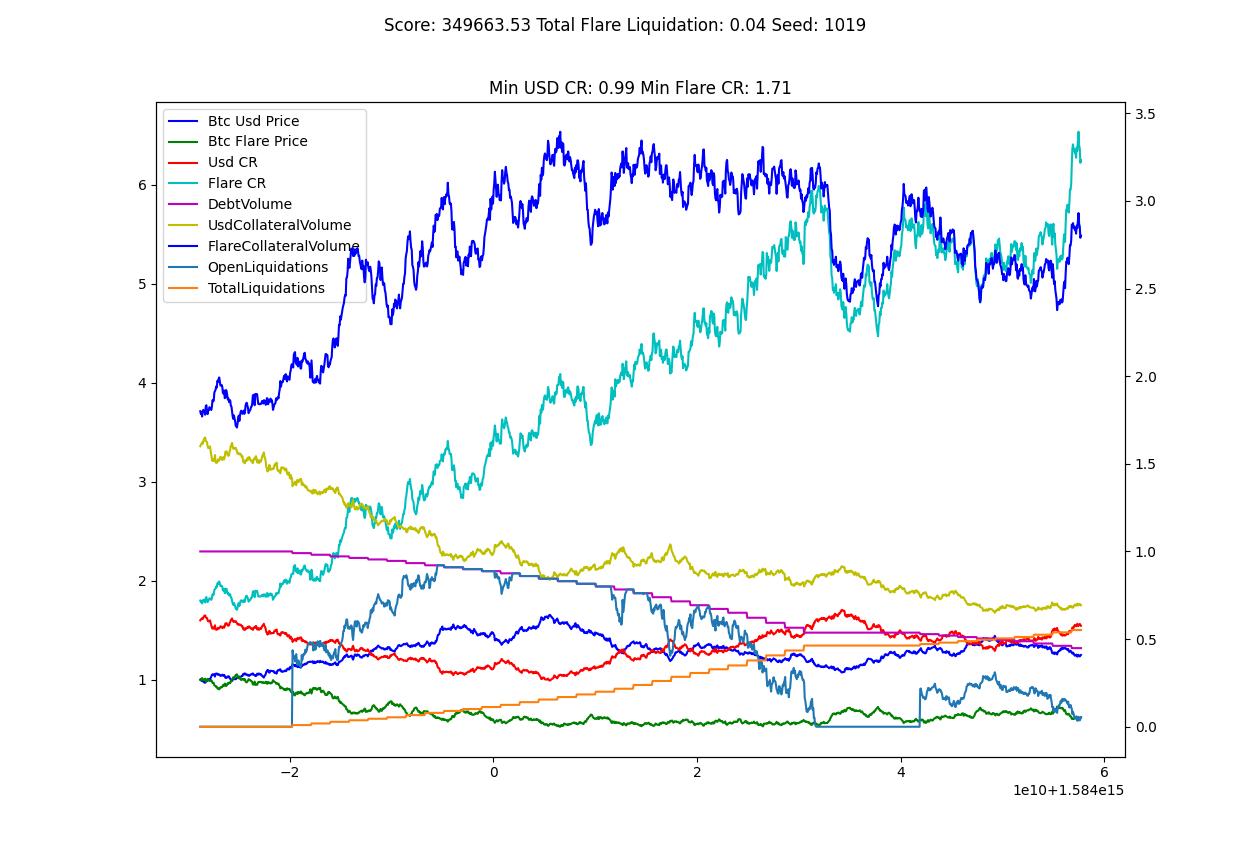 Score: 349663.53 Total Flare Liquidation: 0.04 Seed: 1019
Min USD CR: 0.99 Min Flare CR: 1.71
Btc Usd Price
Btc Flare Price
Usd CR
Flare CR
DebtVolume
UsdCollateralVolume
FlareCollateralVolume
OpenLiquidations
TotalLiquidations
6
5
4
3
2
1
3.5
3.0
2.5
2.0
1.5
1.0
0.5
0.0
−2 0 2 4 6
1e10+1.584e15